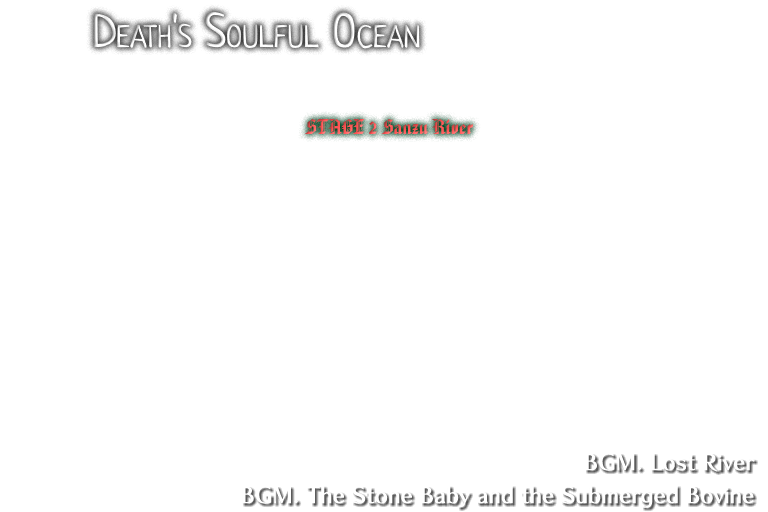 Death's Soulful Ocean
STAGE 2 Sanzu River
BGM. Lost River
BGM. The Stone Baby and the Submerged Bovine